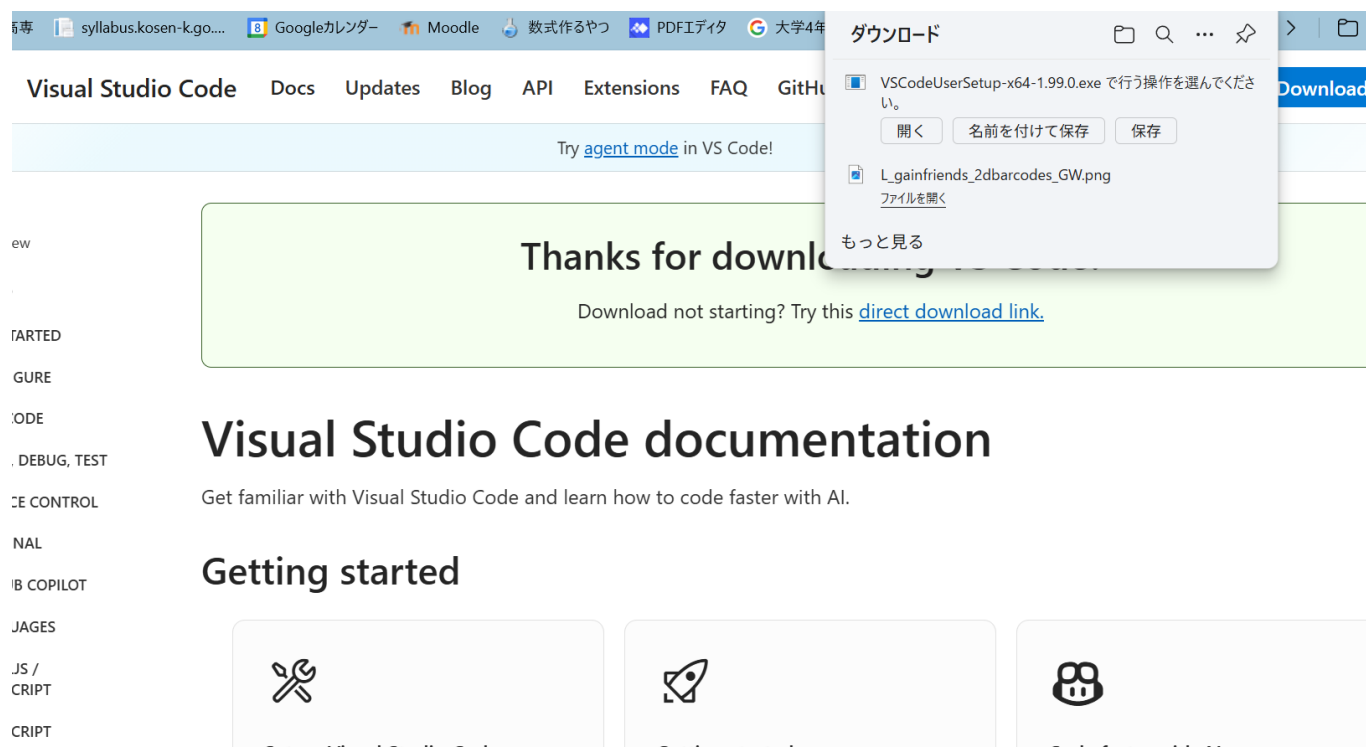 syllabus.kosen-k.go....
Googleカレンダー
Moodle
数式作るやつ
PDFエディタ
大学4年
ダウンロード
VSCodeUserSetup-x64-1.99.0.exe で行う操作を選んでくださ
い。
開く
名前を付けて保存
保存
L_gainfriends_2dbarcodes_GW.png
ファイルを開く
もっと見る
Visual Studio Code
Docs
Updates
Blog
API
Extensions
FAQ
GitHu
Download
Try agent mode in VS Code!
Thanks for downloading VS Code!
Download not starting? Try this direct download link.
ew
TARTED
GURE
CODE
, DEBUG, TEST
CE CONTROL
NAL
B COPILOT
UAGES
JS /
CRIPT
CRIPT
Visual Studio Code documentation
Get familiar with Visual Studio Code and learn how to code faster with AI.
Getting started